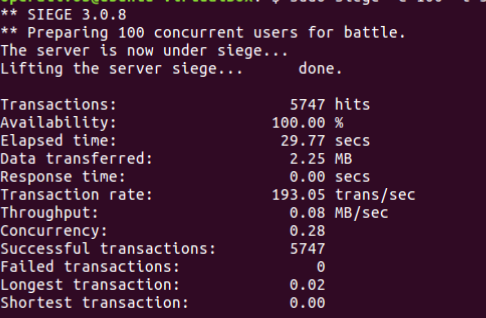 ** SIEGE 3.0.8
** Preparing 100 concurrent users for battle.
The server is now under siege...
Lifting the server siege...      done.

Transactions:                   5747 hits
Availability:                 100.00 %
Elapsed time:                  29.77 secs
Data transferred:               2.25 MB
Response time:                  0.00 secs
Transaction rate:             193.05 trans/sec
Throughput:                     0.08 MB/sec
Concurrency:                    0.28
Successful transactions:        5747
Failed transactions:               0
Longest transaction:            0.02
Shortest transaction:           0.00